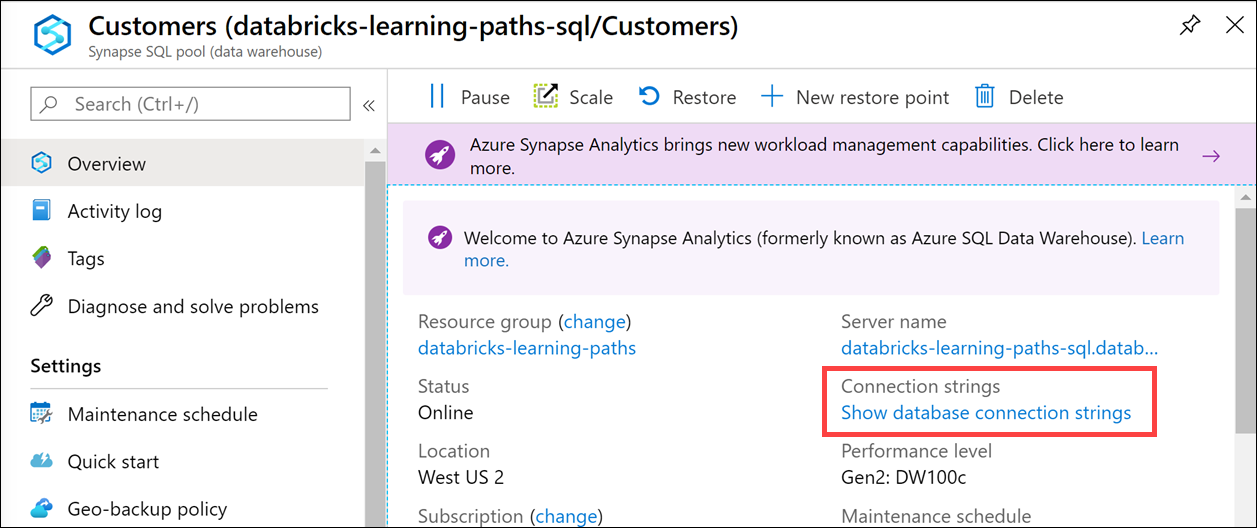 Customers (databricks-learning-paths-sql/Customers)
Synapse SQL pool (data warehouse)
Search (Ctrl+/)
«
Overview
Activity log
Tags
Diagnose and solve problems
Settings
Maintenance schedule
Quick start
Geo-backup policy
Pause
Scale
Restore
New restore point
Delete
Azure Synapse Analytics brings new workload management capabilities. Click here to learn
more.
Welcome to Azure Synapse Analytics (formerly known as Azure SQL Data Warehouse). Learn
more.
Resource group (change)
databricks-learning-paths
Status
Online
Location
West US 2
Subscription (change)
Server name
databricks-learning-paths-sql.datab...
Connection strings
Show database connection strings
Performance level
Gen2: DW100c
Maintenance schedule